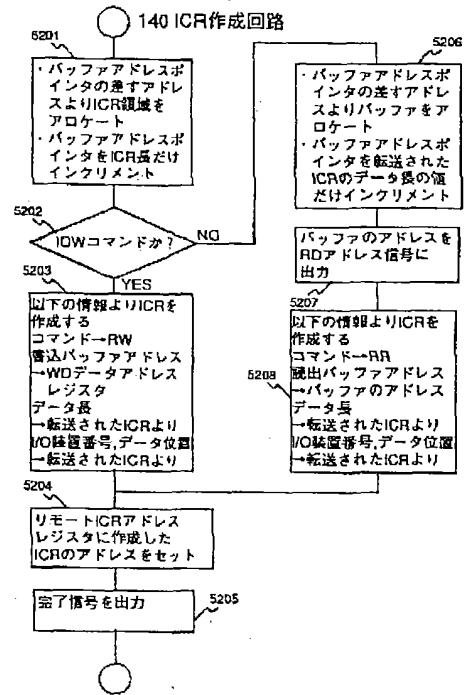 140 ICR作成回路
5201
・バッファアドレスポ
インタの差すアドレ
スよりICR領域を
アロケート
・バッファアドレスポ
インタをICR長だけ
インクリメント
5202
IOWコマンドか?
NO
YES
5203
以下の情報よりICRを
作成する
コマンド→RW
書込バッファアドレス
→WDデータアドレス
レジスタ
データ長
→転送されたICRより
I/O装置番号,データ位置
→転送されたICRより
5204
リモートICRアドレス
レジスタに作成した
ICRのアドレスをセット
完了信号を出力
5205
5206
・バッファアドレスポ
インタの差すアドレ
スよりバッファをア
ロケート
・バッファアドレスポ
インタを転送された
ICRのデータ長の値
だけインクリメント
バッファのアドレスを
RDアドレス信号に
出力
5207
以下の情報よりICRを
作成する
コマンド→RR
読出バッファアドレス
5208
→バッファのアドレス
データ長
→転送されたICRより
I/O装置番号,データ位置
→転送されたICRより